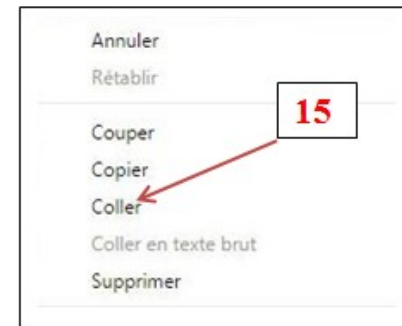 Annuler
Rétablir
15
Couper
Copier
Coller
Coller en texte brut
Supprimer